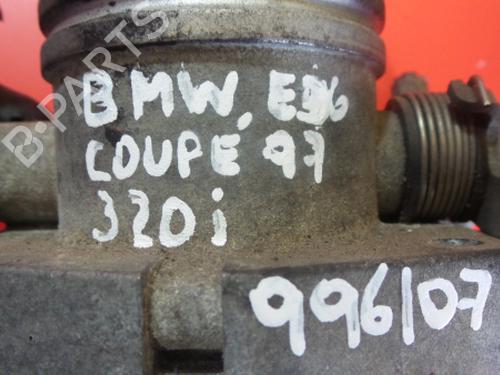 B-PARTS
BMW, E36
COUPÉ 97
320i
996107